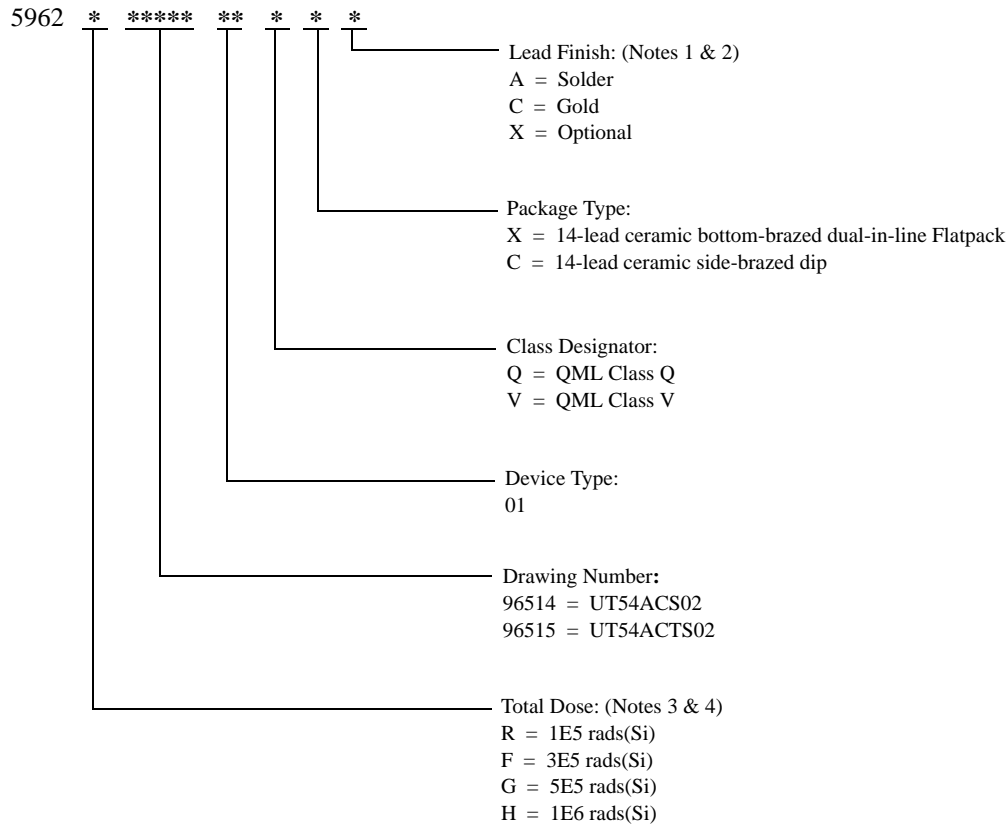 5962 * ***** ** * * *
Lead Finish: (Notes 1 & 2)
A = Solder
C = Gold
X = Optional
Package Type:
X = 14-lead ceramic bottom-brazed dual-in-line Flatpack
C = 14-lead ceramic side-brazed dip
Class Designator:
Q = QML Class Q
V = QML Class V
Device Type:
01
Drawing Number:
96514 = UT54ACS02
96515 = UT54ACTS02
Total Dose: (Notes 3 & 4)
R = 1E5 rads(Si)
F = 3E5 rads(Si)
G = 5E5 rads(Si)
H = 1E6 rads(Si)